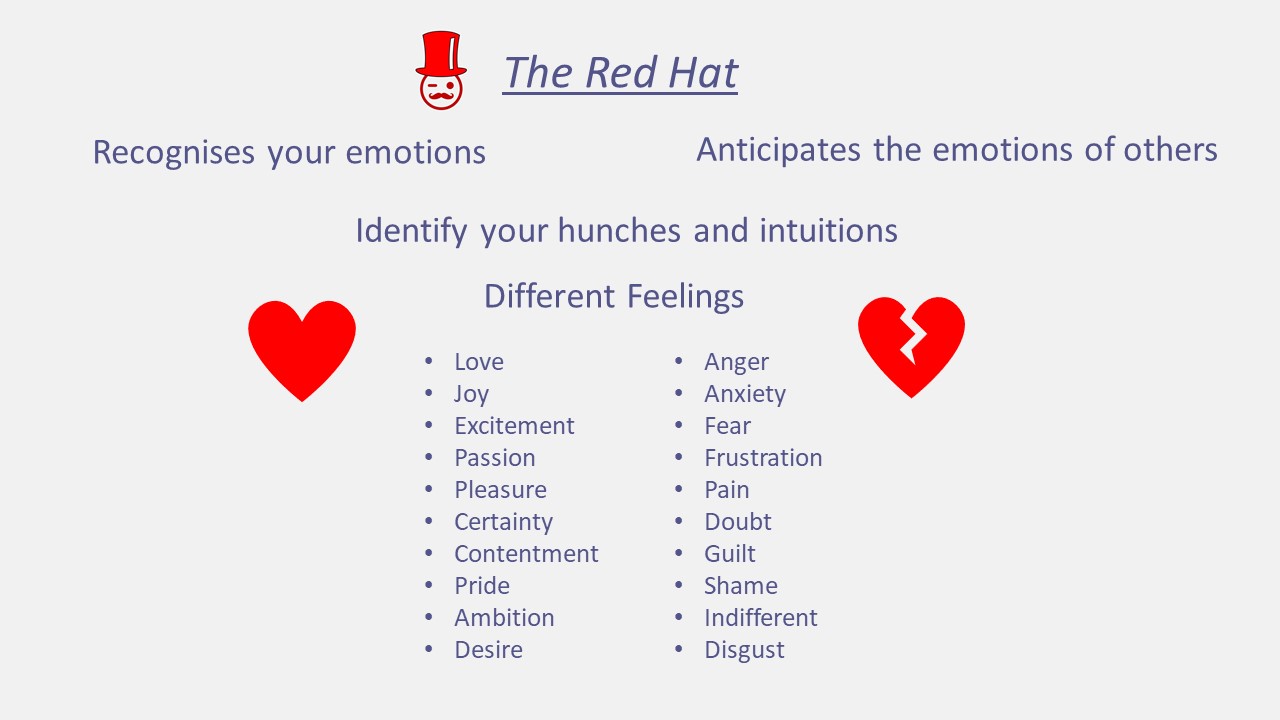 The Red Hat
Recognises your emotions
Anticipates the emotions of others
Identify your hunches and intuitions
Different Feelings
• Love
• Joy
• Excitement
• Passion
• Pleasure
• Certainty
• Contentment
• Pride
• Ambition
• Desire
• Anger
• Anxiety
• Fear
• Frustration
• Pain
• Doubt
• Guilt
• Shame
• Indifferent
• Disgust